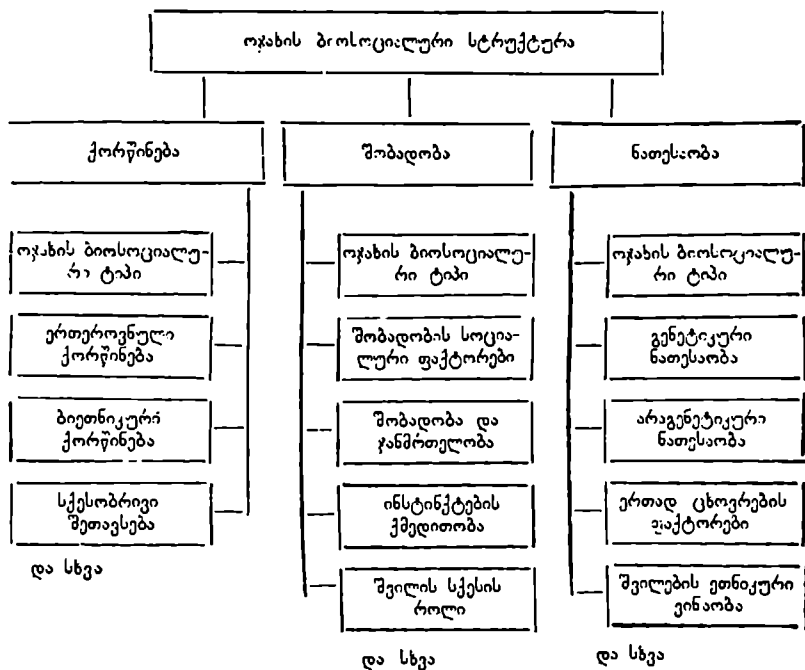 ოჯახის ბიოსოციალური სტრუქტურა
ქორწინება
შობადობა
ნათესაობა
ოჯახის ბიოსოციალუ-
რი ტიპი
ერთეროვნული
ქორწინება
ბიეთნიკური
ქორწინება
სქესობრივი
შეთავსება
და სხვა
ოჯახის ბიოსოციალუ-
რი ტიპი
შობადობის სოცია-
ლური ფაქტორები
შობადობა და
ჯანმრთელობა
ინსტინქტების
ქმედითობა
შვილის სქესის
როლი
და სხვა
ოჯახის ბიოსოციალუ-
რი ტიპი
გენეტიკური
ნათესაობა
არაგენეტიკური
ნათესაობა
ერთად ცხოვრების
ფაქტორები
შვილების ეთნიკური
ვინაობა
და სხვა